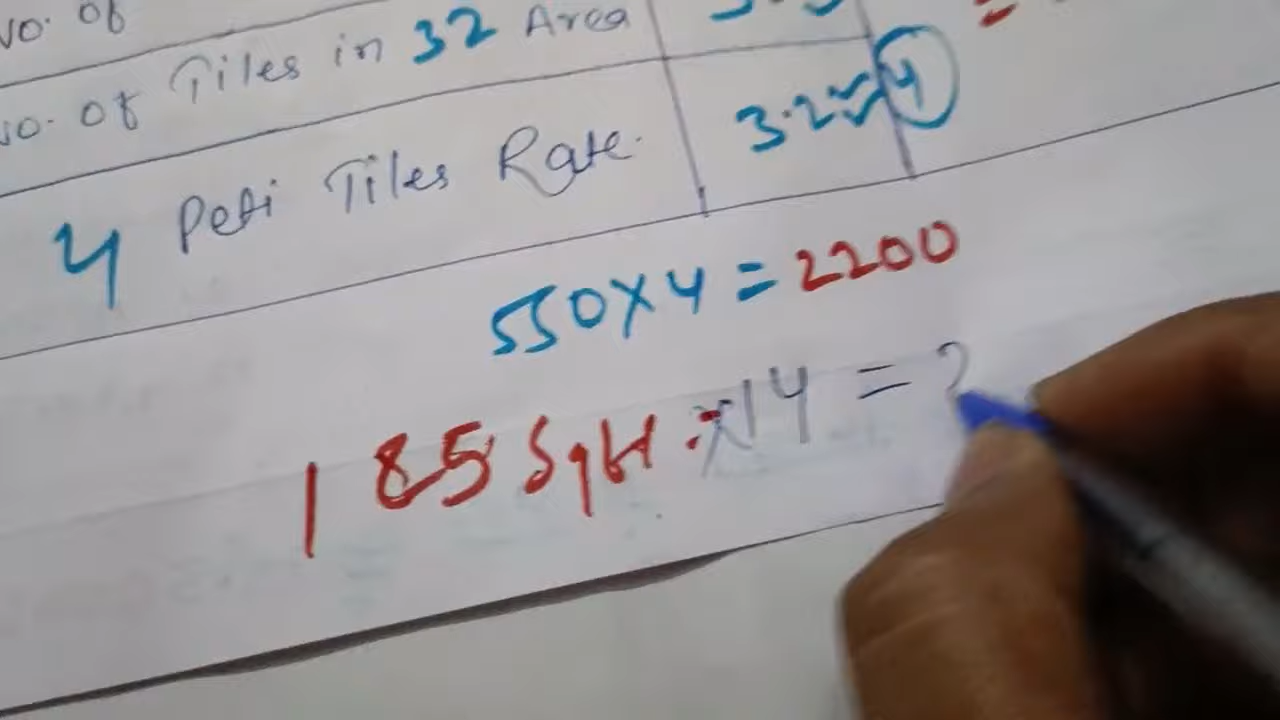 No. of
No. of Tiles in 32 Area
4 Peti Tiles Rate. 3.2 ≈ 4
550 X 4 = 2200
185 Sqft. x 14 = ?